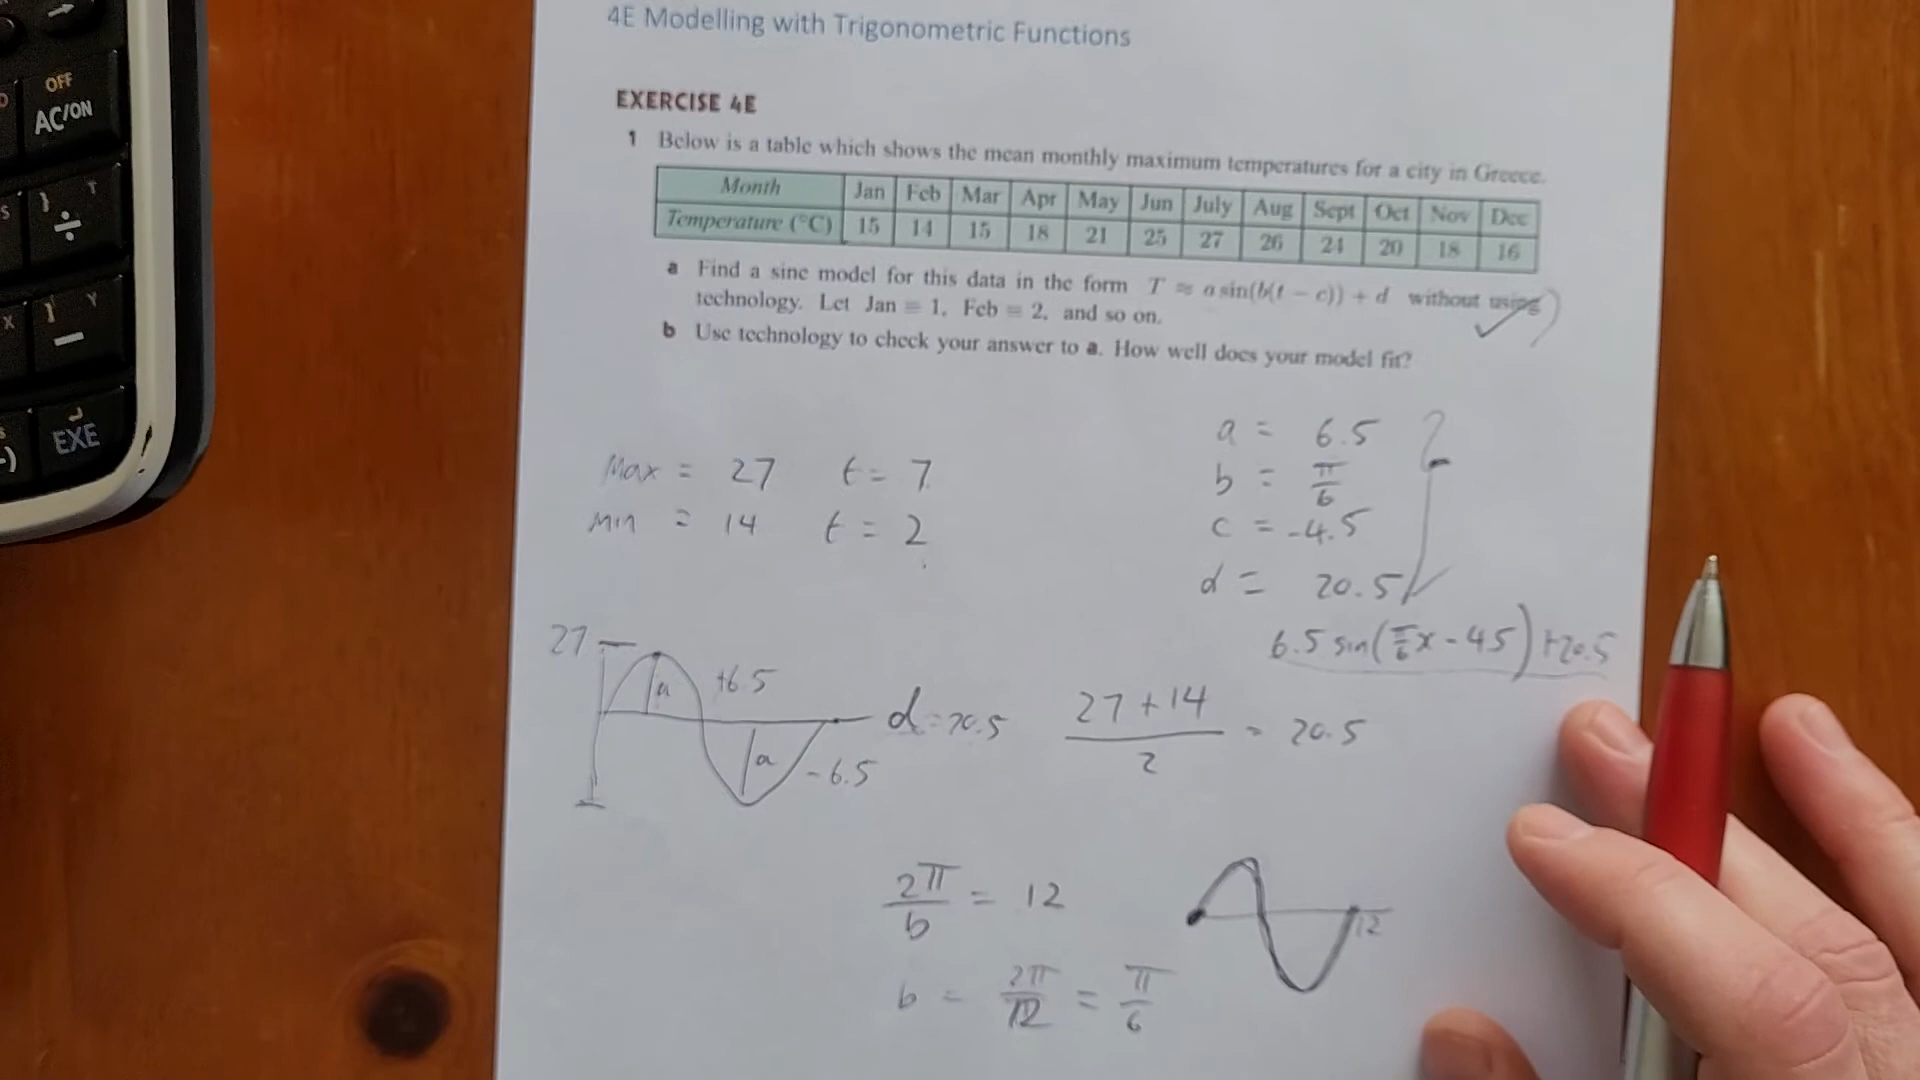 OFF
AC/ON
÷
EXE
4E Modelling with Trigonometric Functions
EXERCISE 4E
1 Below is a table which shows the mean monthly maximum temperatures for a city in Greece.
Month Jan Feb Mar Apr May Jun July Aug Sept Oct Nov Dec
Temperature (°C) 15 14 15 18 21 25 27 26 24 20 18 16
a Find a sine model for this data in the form T ≈ a sin(b(t − c)) + d without using
technology. Let Jan ≡ 1, Feb ≡ 2, and so on.
b Use technology to check your answer to a. How well does your model fit?
a = 6.5
Max = 27 t = 7
b = π/6
Min = 14 t = 2
c = -4.5
d = 20.5
6.5 sin(π/6 x - 4.5) + 20.5
27
a +6.5
d = 20.5
27 + 14 / 2 = 20.5
a -6.5
2π/b = 12
12
b = 2π/12 = π/6